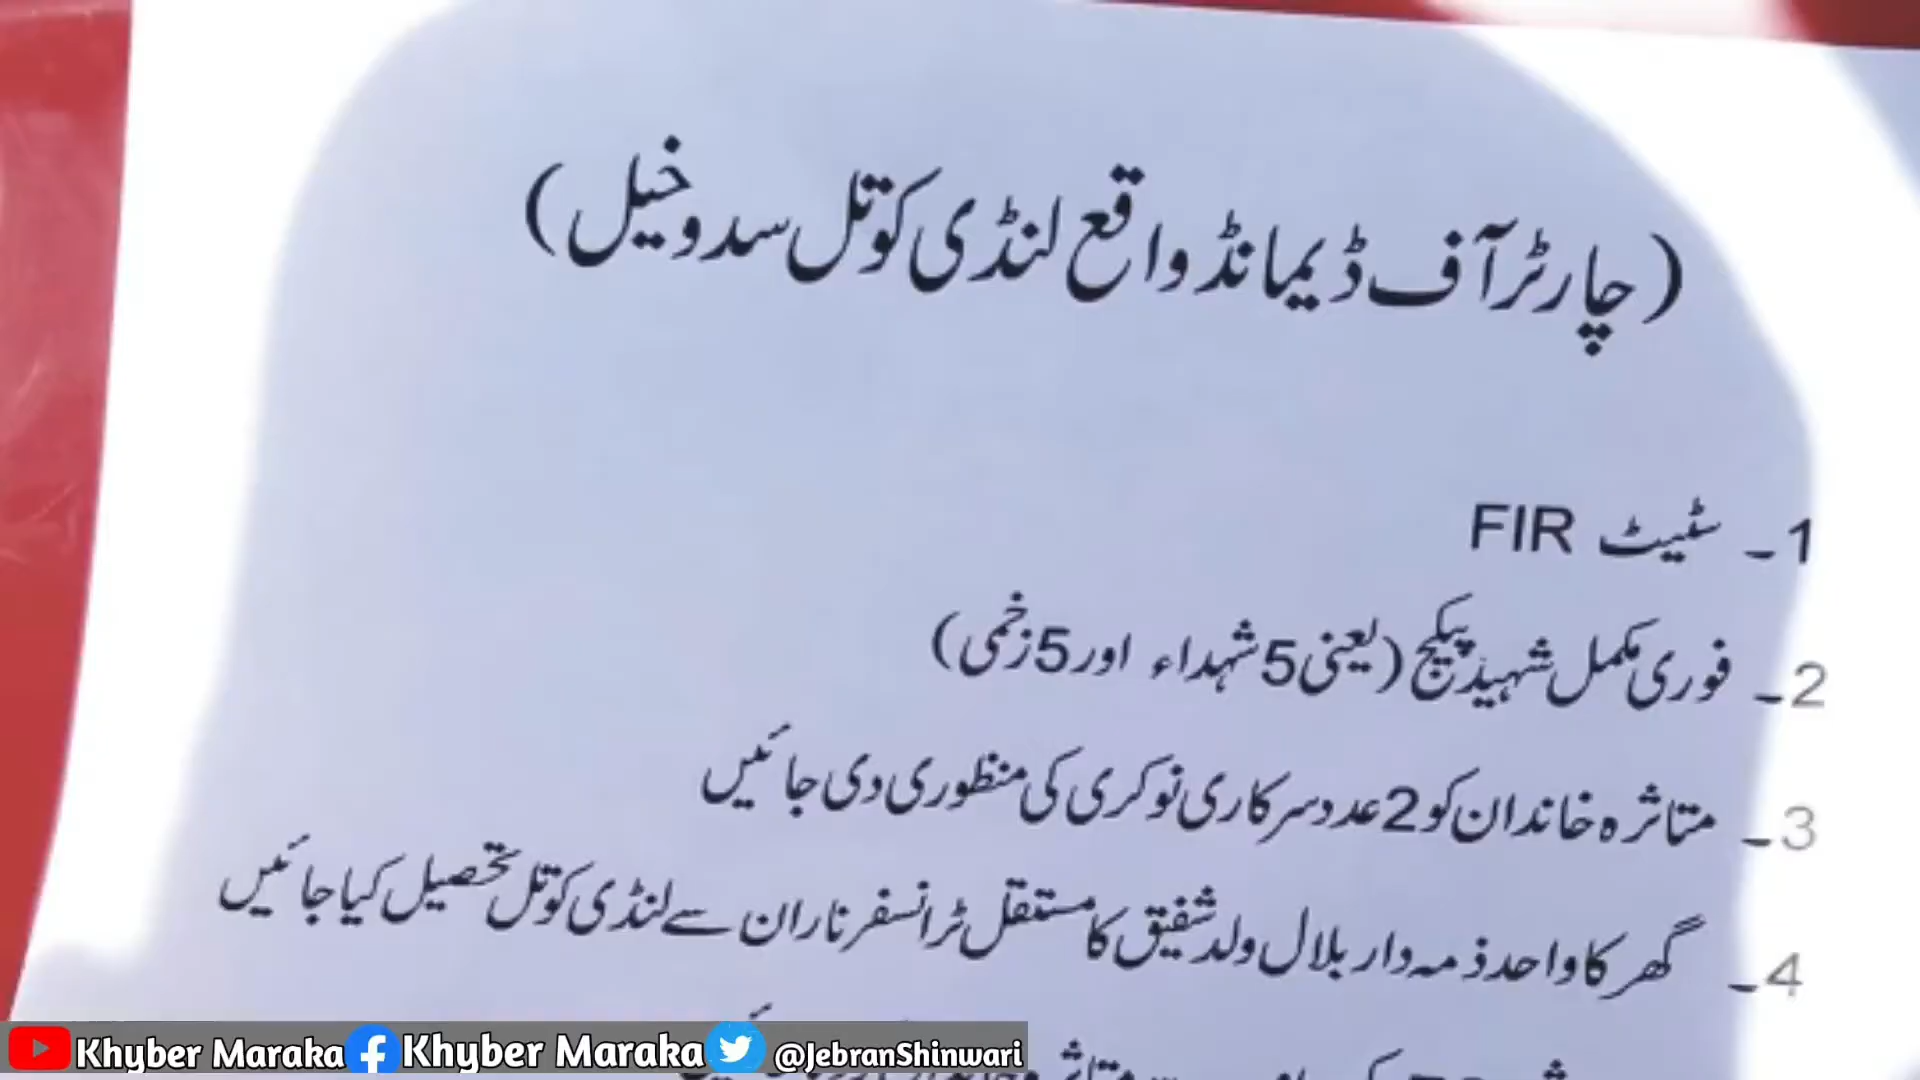 (چارٹر آف ڈیمانڈ واقع لنڈی کوتل سدوخیل)
1۔ سٹیٹ FIR
2۔ فوری مکمل شہید پیکیج (یعنی 5 شہداء اور 5 زخمی)
3۔ متاثرہ خاندان کو 2 عدد سرکاری نوکری کی منظوری دی جائیں
4۔ گھر کا واحد ذمہ دار بلال ولد شفیق کا مستقل ٹرانسفر ناران سے لنڈی کوتل تحصیل کیا جائیں
Khyber Maraka Khyber Maraka @JebranShinwari